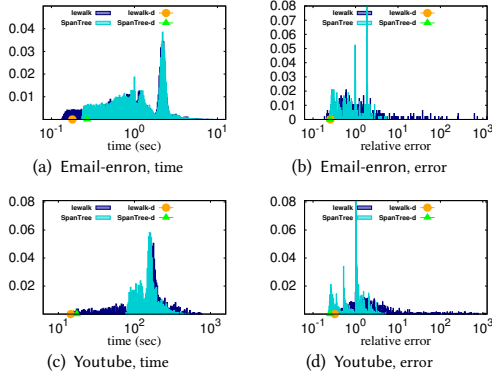 lewalk lewalk-d
SpanTree SpanTree-d
0.04
0.03
0.02
0.01
10⁻¹ 10⁰ 10¹
time (sec)
(a) Email-enron, time
lewalk lewalk-d
SpanTree SpanTree-d
0.08
0.05
0.04
0.03
0.02
0.01
0
10⁻¹ 10⁰ 10¹ 10² 10³
relative error
(b) Email-enron, error
lewalk lewalk-d
SpanTree SpanTree-d
0.08
0.06
0.04
0.02
10¹ 10² 10³
time (sec)
(c) Youtube, time
lewalk lewalk-d
SpanTree SpanTree-d
0.08
0.05
0.04
0.03
0.02
0.01
0
10⁻¹ 10⁰ 10¹ 10² 10³
relative error
(d) Youtube, error